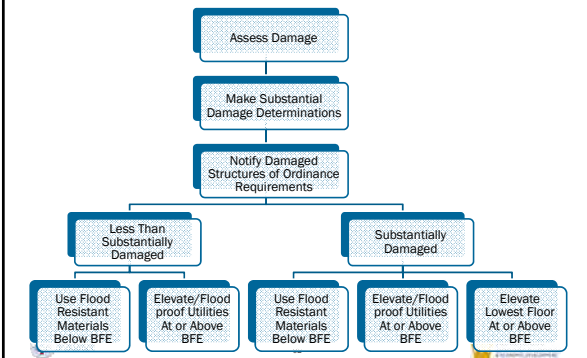 Assess Damage
Make Substantial
Damage Determinations
Notify Damaged
Structures of Ordinance
Requirements
Less Than
Substantially
Damaged
Substantially
Damaged
Use Flood
Resistant
Materials
Below BFE
Elevate/Flood
proof Utilities
At or Above
BFE
Use Flood
Resistant
Materials
Below BFE
Elevate/Flood
proof Utilities
At or Above
BFE
Elevate
Lowest Floor
At or Above
BFE